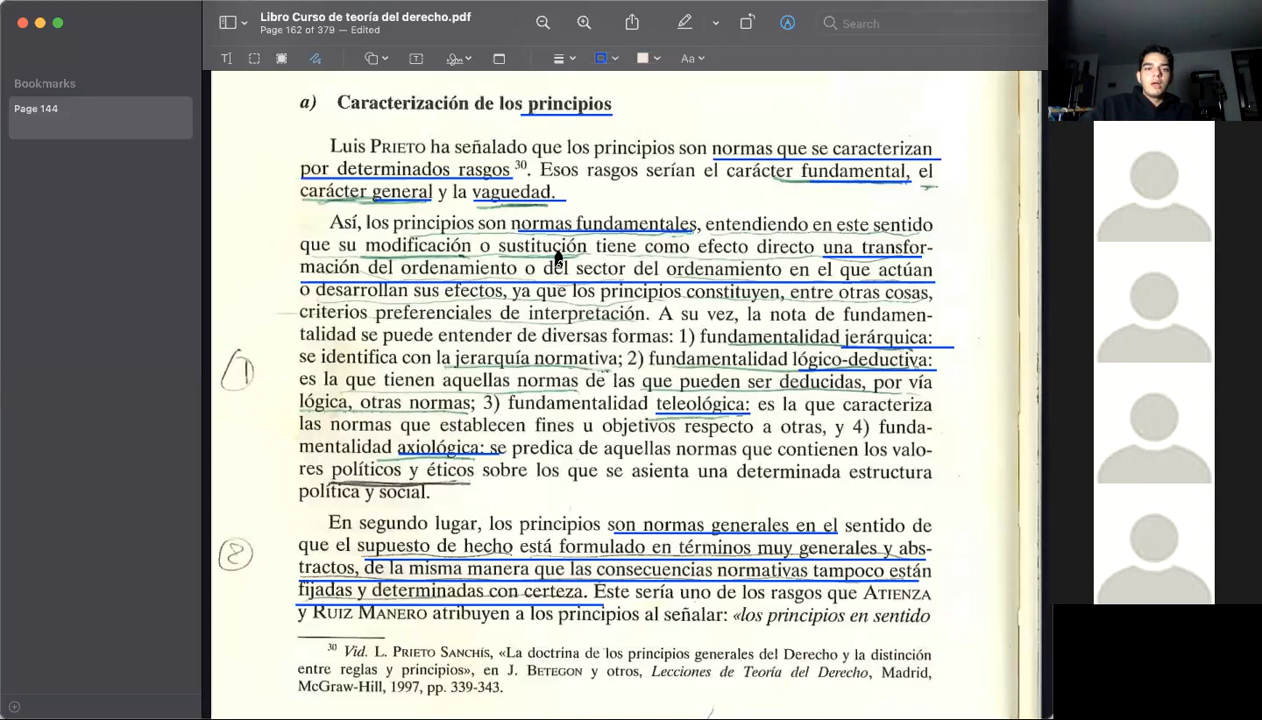 Libro Curso de teoría del derecho.pdf
Page 162 of 379 — Edited
Search
Aa
Bookmarks
Page 144
a) Caracterización de los principios
Luis PRIETO ha señalado que los principios son normas que se caracterizan
por determinados rasgos 30. Esos rasgos serían el carácter fundamental, el
carácter general y la vaguedad.
Así, los principios son normas fundamentales, entendiendo en este sentido
que su modificación o sustitución tiene como efecto directo una transfor-
mación del ordenamiento o del sector del ordenamiento en el que actúan
o desarrollan sus efectos, ya que los principios constituyen, entre otras cosas,
criterios preferenciales de interpretación. A su vez, la nota de fundamen-
talidad se puede entender de diversas formas: 1) fundamentalidad jerárquica:
se identifica con la jerarquía normativa; 2) fundamentalidad lógico-deductiva:
es la que tienen aquellas normas de las que pueden ser deducidas, por vía
lógica, otras normas; 3) fundamentalidad teleológica: es la que caracteriza
las normas que establecen fines u objetivos respecto a otras, y 4) funda-
mentalidad axiológica: se predica de aquellas normas que contienen los valo-
res políticos y éticos sobre los que se asienta una determinada estructura
política y social.
1
En segundo lugar, los principios son normas generales en el sentido de
que el supuesto de hecho está formulado en términos muy generales y abs-
tractos, de la misma manera que las consecuencias normativas tampoco están
fijadas y determinadas con certeza. Este sería uno de los rasgos que ATIENZA
y RUIZ MANERO atribuyen a los principios al señalar: «los principios en sentido
2
30 Vid. L. PRIETO SANCHÍS, «La doctrina de los principios generales del Derecho y la distinción
entre reglas y principios», en J. BETEGON y otros, Lecciones de Teoría del Derecho, Madrid,
McGraw-Hill, 1997, pp. 339-343.